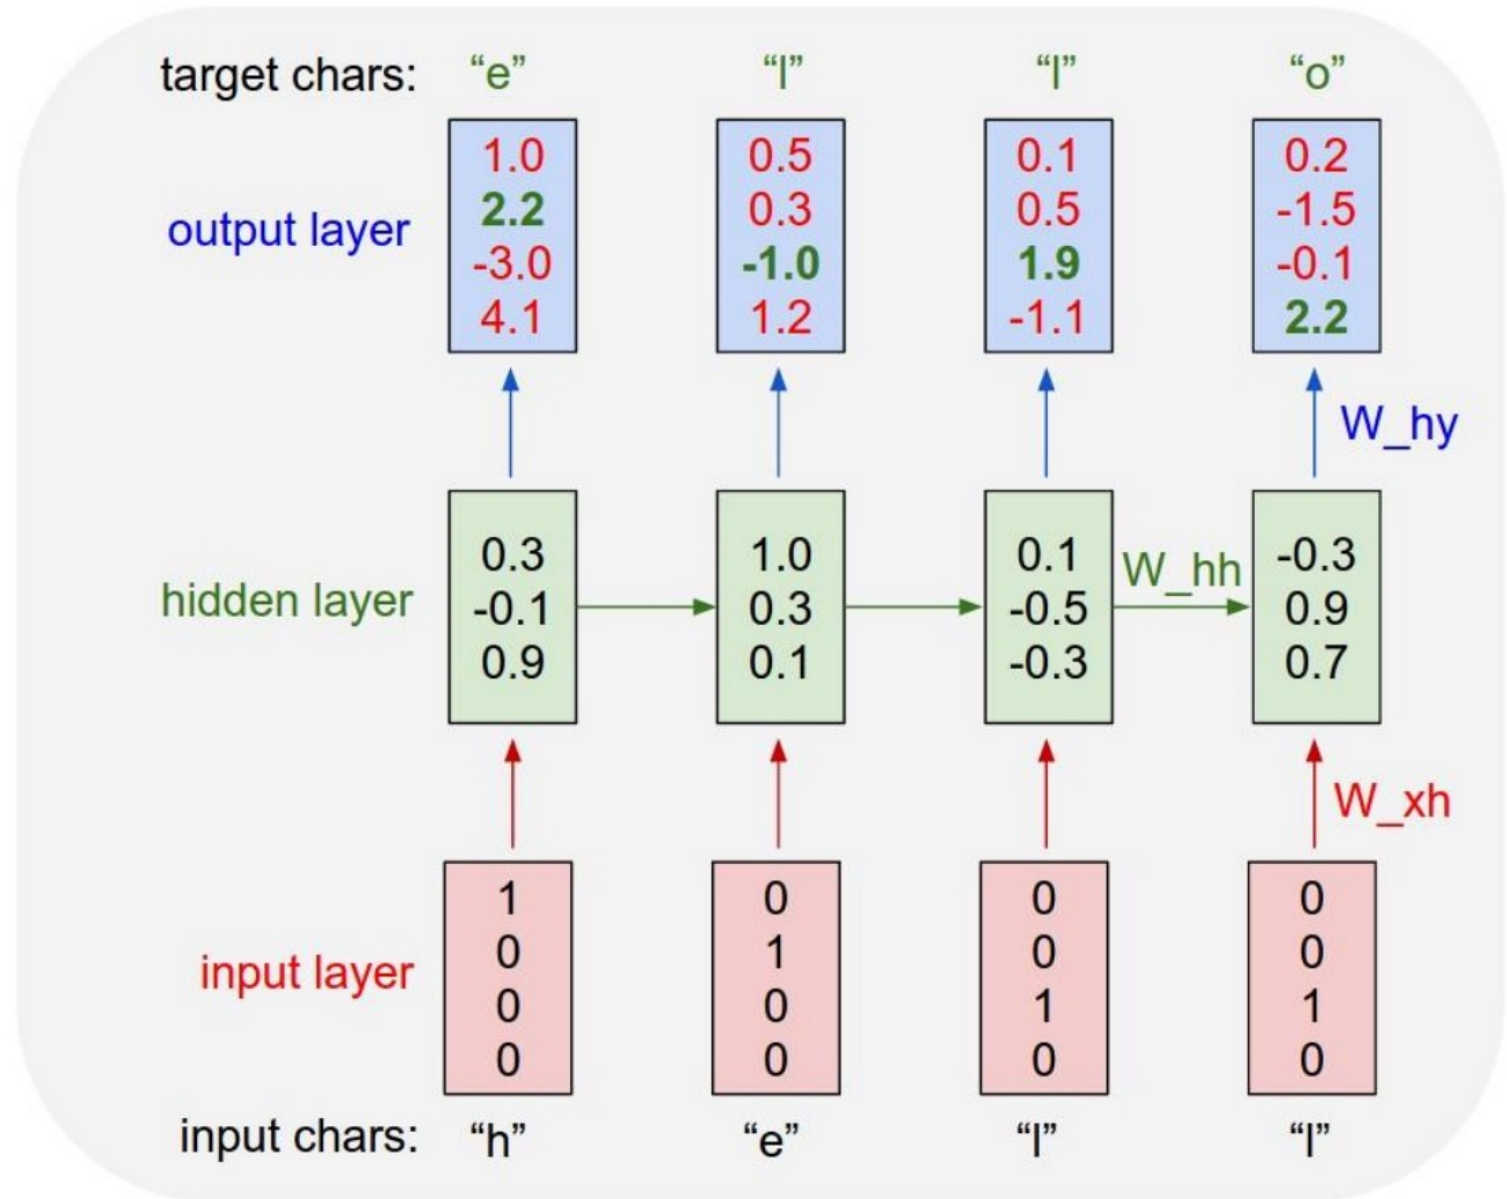 target chars: “e” “l” “l” “o”
1.0 0.5 0.1 0.2
2.2 0.3 0.5 -1.5
output layer
-3.0 -1.0 1.9 -0.1
4.1 1.2 -1.1 2.2
W_hy
0.3 1.0 0.1 W_hh -0.3
hidden layer -0.1 0.3 -0.5 0.9
0.9 0.1 -0.3 0.7
W_xh
1 0 0 0
0 1 0 0
input layer
0 0 1 1
0 0 0 0
input chars: “h” “e” “l” “l”